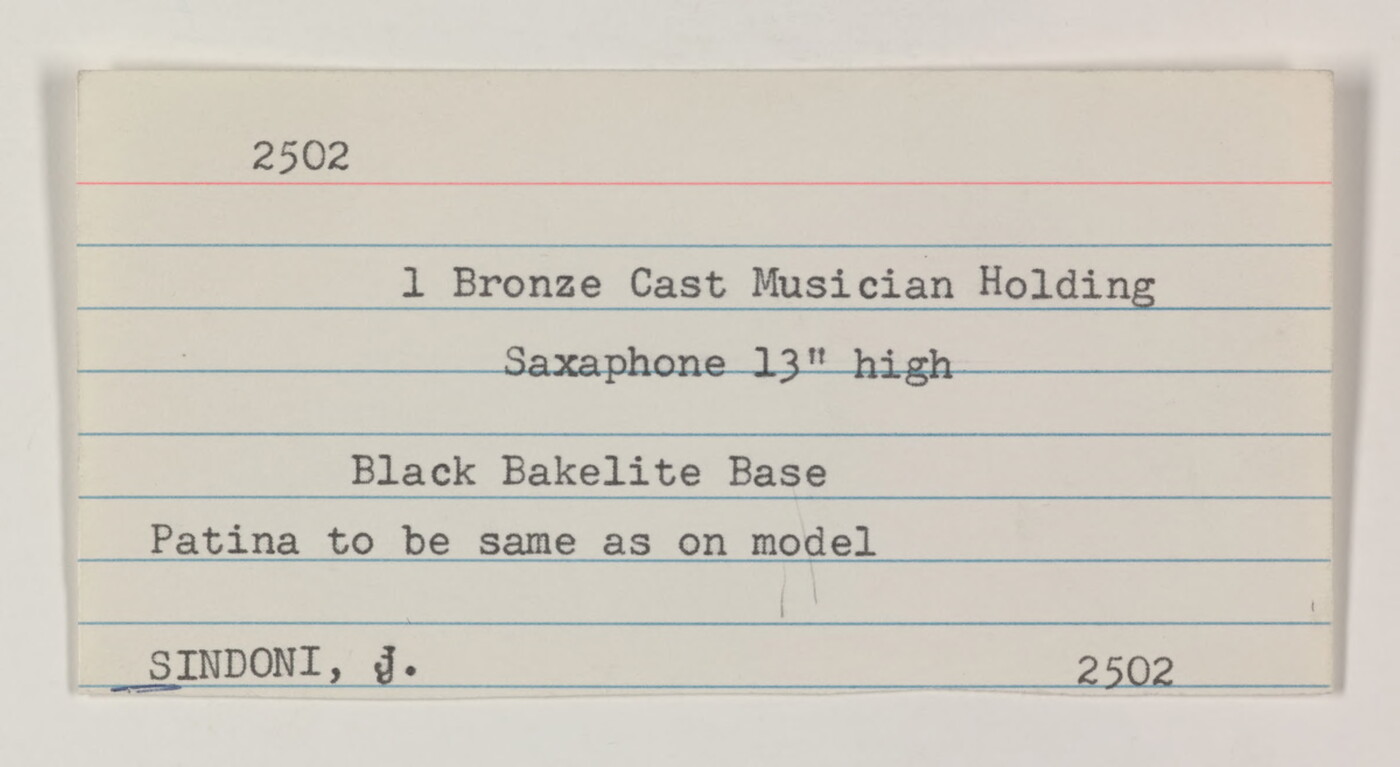 2502
1 Bronze Cast Musician Holding
Saxaphone 13" high
Black Bakelite Base
Patina to be same as on model
SINDONI, J. 2502